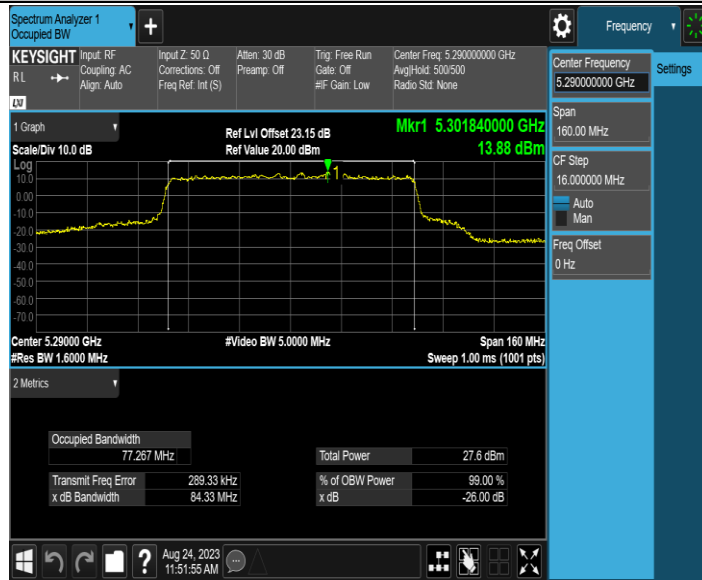 Spectrum Analyzer 1
Occupied BW
Frequency
KEYSIGHT
RL
LXI
Input: RF
Coupling: AC
Align: Auto
Input Z: 50 Ω
Corrections: Off
Freq Ref: Int (S)
Atten: 30 dB
Preamp: Off
Trig: Free Run
Gate: Off
#IF Gain: Low
Center Freq: 5.290000000 GHz
Avg|Hold: 500/500
Radio Std: None
Center Frequency
5.290000000 GHz
Settings
Span
160.00 MHz
CF Step
16.000000 MHz
Auto
Man
Freq Offset
0 Hz
1 Graph
Scale/Div 10.0 dB
Ref Lvl Offset 23.15 dB
Ref Value 20.00 dBm
Mkr1 5.301840000 GHz
13.88 dBm
Log
10.0
0.00
-10.0
-20.0
-30.0
-40.0
-50.0
-60.0
-70.0
1
Center 5.29000 GHz
#Video BW 5.0000 MHz
Span 160 MHz
#Res BW 1.6000 MHz
Sweep 1.00 ms (1001 pts)
2 Metrics
Occupied Bandwidth
77.267 MHz
Total Power 27.6 dBm
Transmit Freq Error 289.33 kHz
% of OBW Power 99.00 %
x dB Bandwidth 84.33 MHz
x dB -26.00 dB
?
Aug 24, 2023
11:51:55 AM